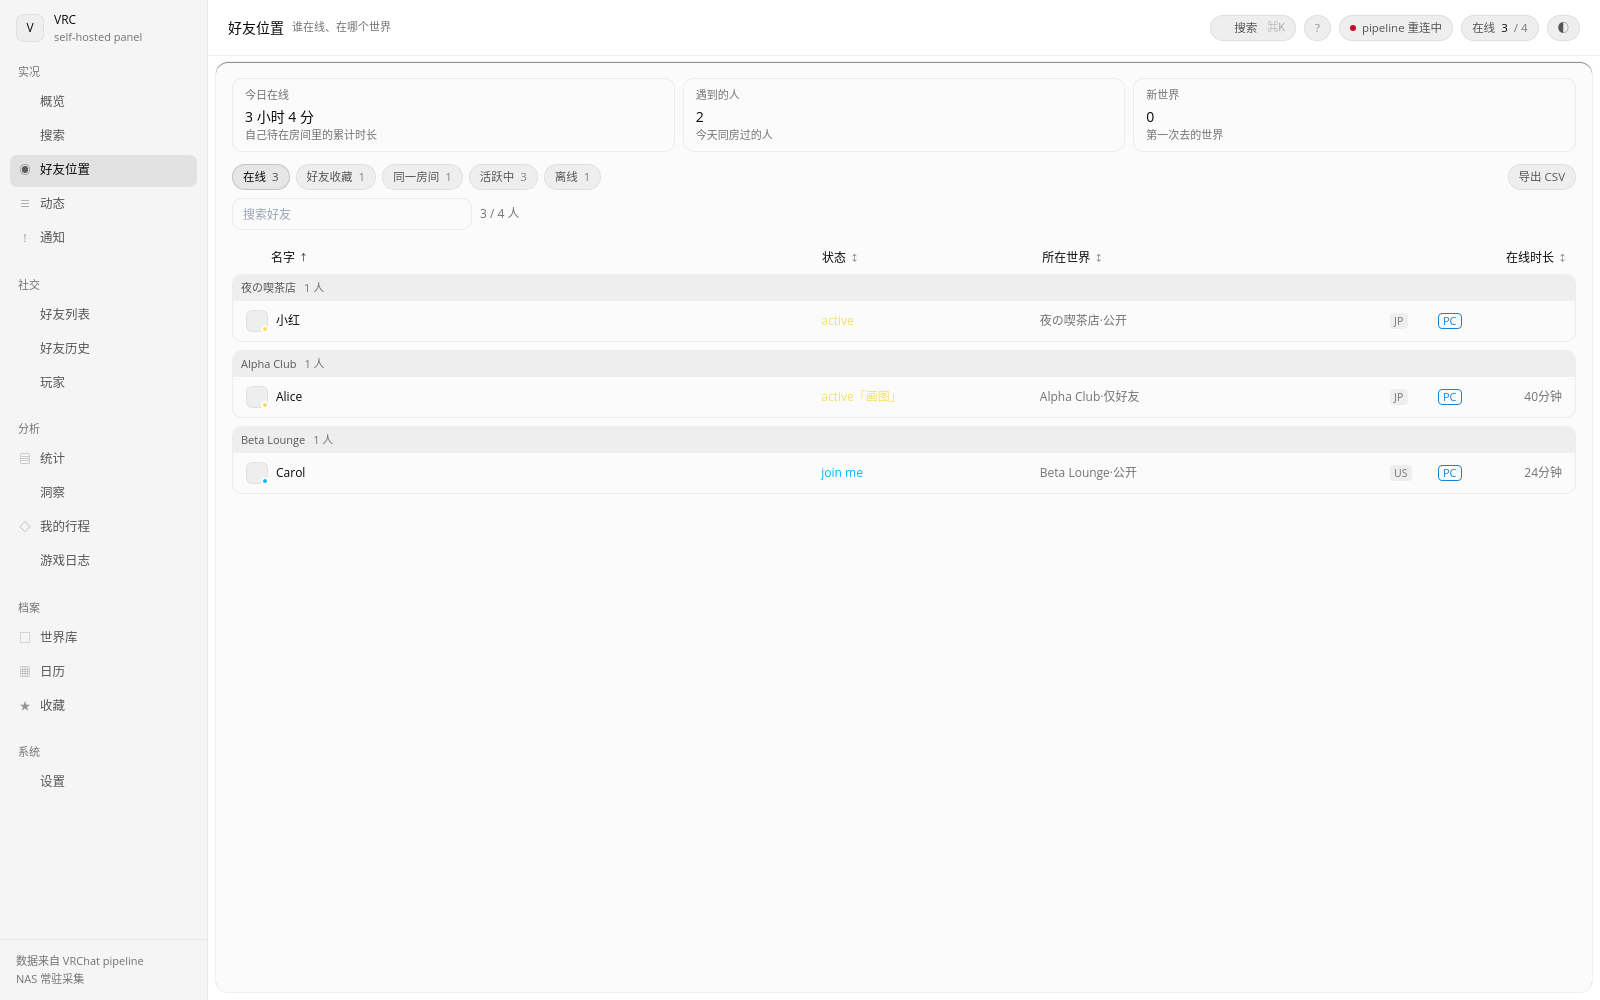 VRC
self-hosted panel
实况
概览
搜索
好友位置
动态
通知
社交
好友列表
好友历史
玩家
分析
统计
洞察
我的行程
游戏日志
档案
世界库
日历
收藏
系统
设置
数据来自 VRChat pipeline
NAS 常驻采集
V
好友位置 谁在线、在哪个世界
搜索 ⌘K
?
pipeline 重连中
在线 3 / 4
今日在线
3 小时 4 分
自己待在房间里的累计时长
遇到的人
2
今天同房过的人
新世界
0
第一次去的世界
在线 3
好友收藏 1
同一房间 1
活跃中 3
离线 1
导出 CSV
搜索好友
3 / 4 人
名字 ↑ 状态 ↕ 所在世界 ↕ 在线时长 ↕
夜の喫茶店 1 人
小红 active 夜の喫茶店·公开 JP PC
Alpha Club 1 人
Alice active「画图」 Alpha Club·仅好友 JP PC 40分钟
Beta Lounge 1 人
Carol join me Beta Lounge·公开 US PC 24分钟